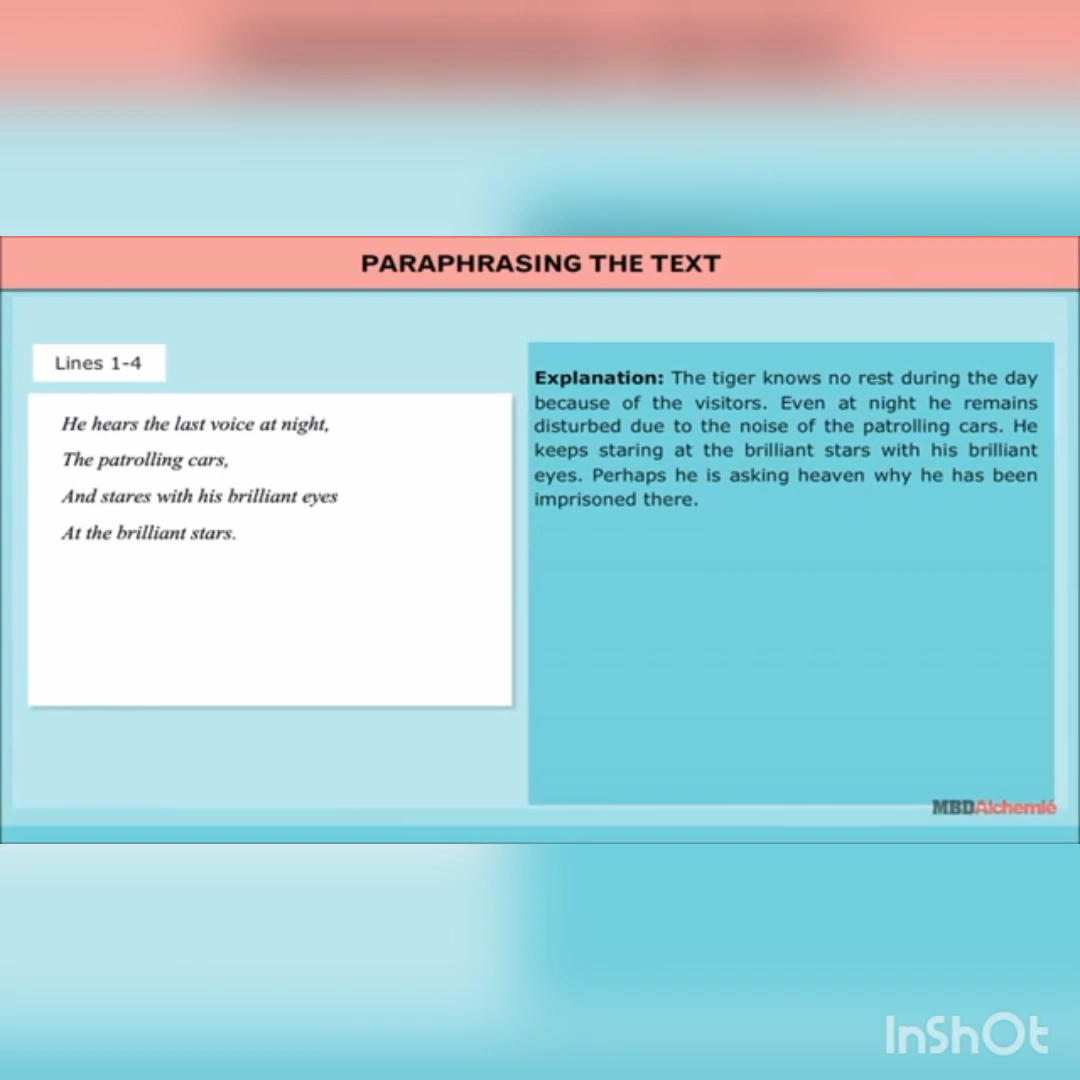 PARAPHRASING THE TEXT
Lines 1-4
He hears the last voice at night,
The patrolling cars,
And stares with his brilliant eyes
At the brilliant stars.
Explanation: The tiger knows no rest during the day
because of the visitors. Even at night he remains
disturbed due to the noise of the patrolling cars. He
keeps staring at the brilliant stars with his brilliant
eyes. Perhaps he is asking heaven why he has been
imprisoned there.
MBDAlchemié
InShOt